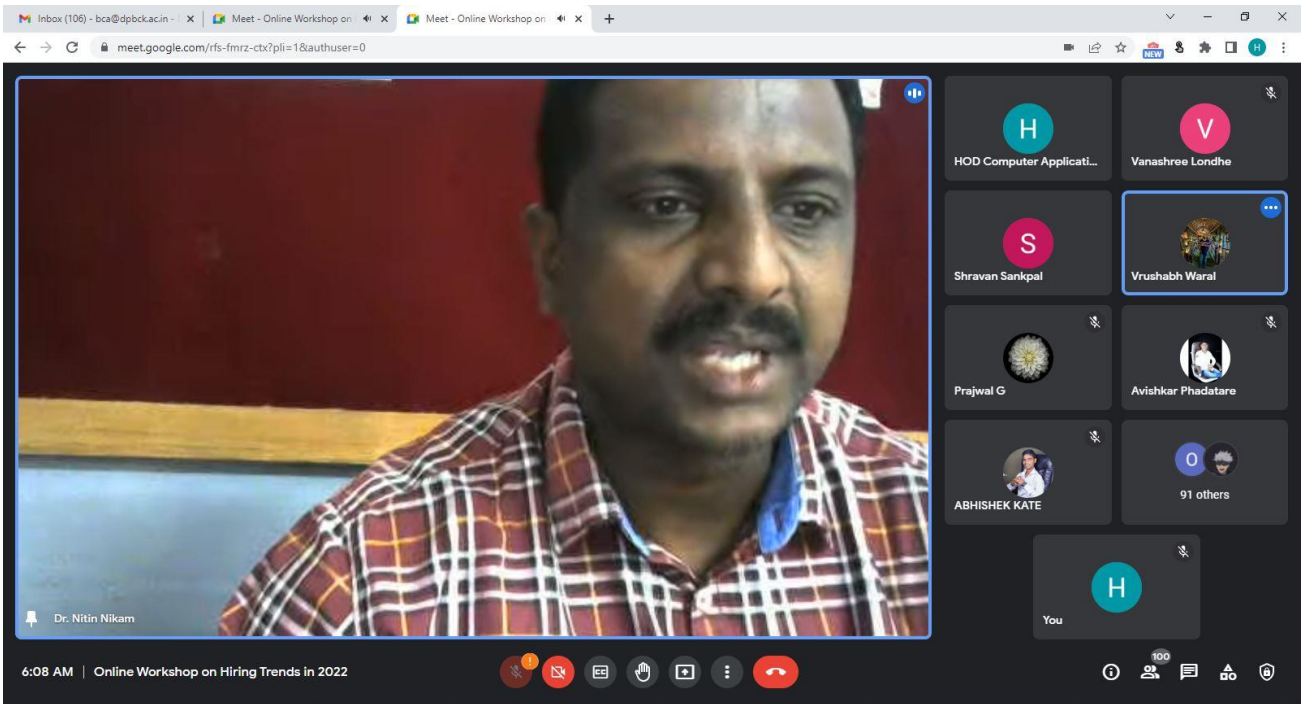 Inbox (106) - bca@dpbck.ac.in -
Meet - Online Workshop on
Meet - Online Workshop on
meet.google.com/rfs-fmrz-ctx?pli=1&authuser=0
NEW
H
H
HOD Computer Applicati...
V
Vanashree Londhe
S
Shravan Sankpal
Vrushabh Waral
Prajwal G
Avishkar Phadatare
ABHISHEK KATE
O
91 others
H
You
Dr. Nitin Nikam
6:08 AM | Online Workshop on Hiring Trends in 2022
!
CC
100